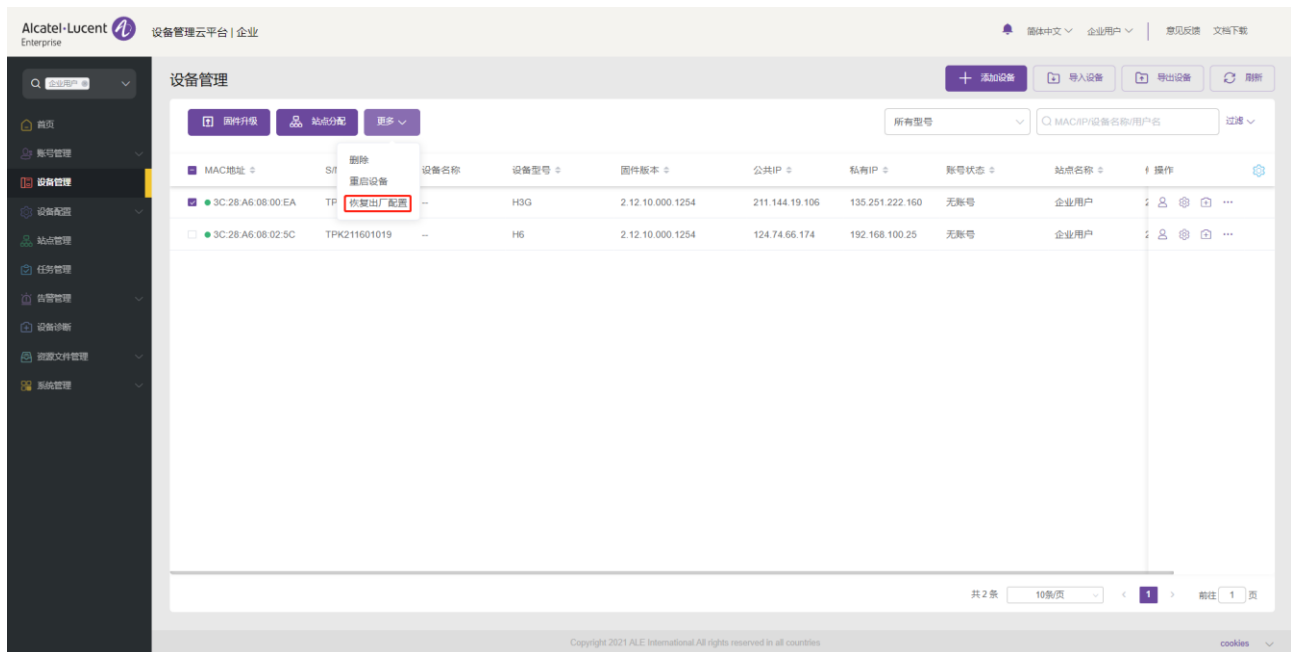 Alcatel·Lucent
Enterprise
设备管理云平台 | 企业
简体中文 企业用户 意见反馈 文档下载
企业用户
首页
账号管理
设备管理
设备配置
站点管理
任务管理
告警管理
设备诊断
资源文件管理
系统管理
设备管理
添加设备 导入设备 导出设备 刷新
固件升级 站点分配 更多
所有型号 MAC/IP/设备名称/用户名 过滤
删除
重启设备
恢复出厂配置
MAC地址 S/ 设备名称 设备型号 固件版本 公共IP 私有IP 账号状态 站点名称 操作
3C:28:A6:08:00:EA TP -- H3G 2.12.10.000.1254 211.144.19.106 135.251.222.160 无账号 企业用户 2
3C:28:A6:08:02:5C TPK211601019 -- H6 2.12.10.000.1254 124.74.66.174 192.168.100.25 无账号 企业用户 2
共 2 条 10条/页 1 前往 1 页
Copyright 2021 ALE International.All rights reserved in all countries
cookies